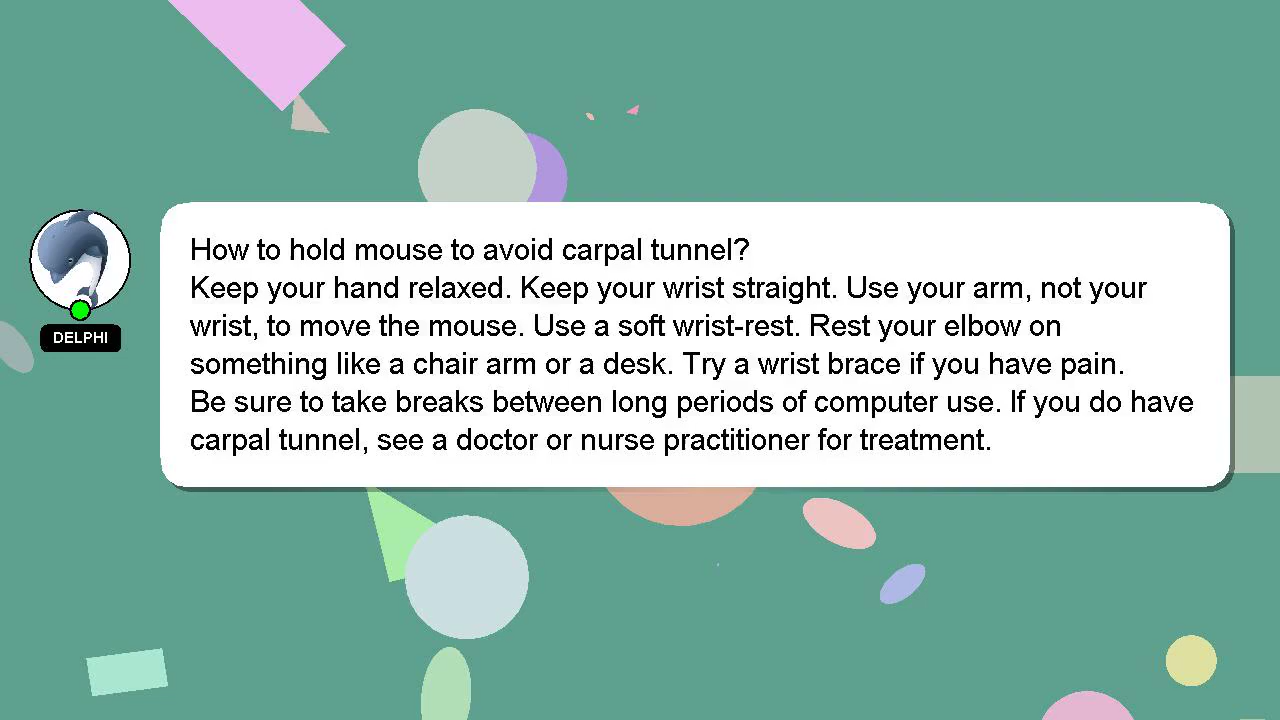 How to hold mouse to avoid carpal tunnel?
Keep your hand relaxed. Keep your wrist straight. Use your arm, not your
wrist, to move the mouse. Use a soft wrist-rest. Rest your elbow on
something like a chair arm or a desk. Try a wrist brace if you have pain.
Be sure to take breaks between long periods of computer use. If you do have
carpal tunnel, see a doctor or nurse practitioner for treatment.
DELPHI